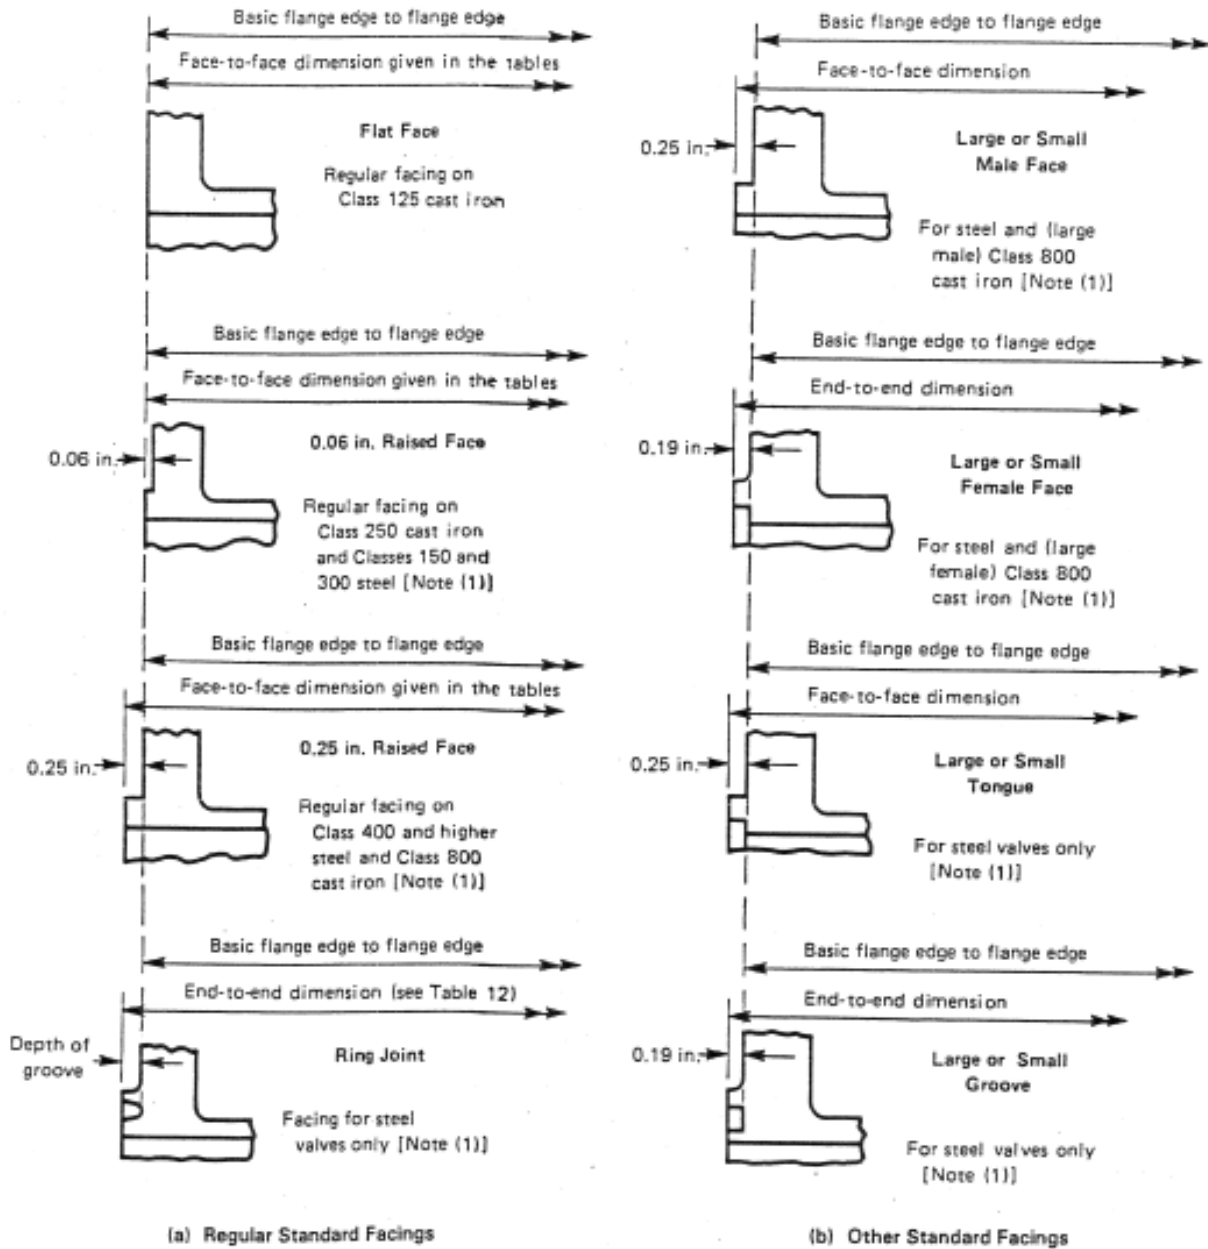 Basic flange edge to flange edge
Face-to-face dimension given in the tables
Flat Face
Regular facing on
Class 125 cast iron
Basic flange edge to flange edge
Face-to-face dimension given in the tables
0.06 in.
0.06 in. Raised Face
Regular facing on
Class 250 cast iron
and Classes 150 and
300 steel [Note (1)]
Basic flange edge to flange edge
Face-to-face dimension given in the tables
0.25 in.
0.25 in. Raised Face
Regular facing on
Class 400 and higher
steel and Class 800
cast iron [Note (1)]
Basic flange edge to flange edge
End-to-end dimension (see Table 12)
Depth of
groove
Ring Joint
Facing for steel
valves only [Note (1)]
(a) Regular Standard Facings
Basic flange edge to flange edge
Face-to-face dimension
0.25 in.
Large or Small
Male Face
For steel and (large
male) Class 800
cast iron [Note (1)]
Basic flange edge to flange edge
End-to-end dimension
0.19 in.
Large or Small
Female Face
For steel and (large
female) Class 800
cast iron [Note (1)]
Basic flange edge to flange edge
Face-to-face dimension
0.25 in.
Large or Small
Tongue
For steel valves only
[Note (1)]
Basic flange edge to flange edge
End-to-end dimension
0.19 in.
Large or Small
Groove
For steel valves only
[Note (1)]
(b) Other Standard Facings